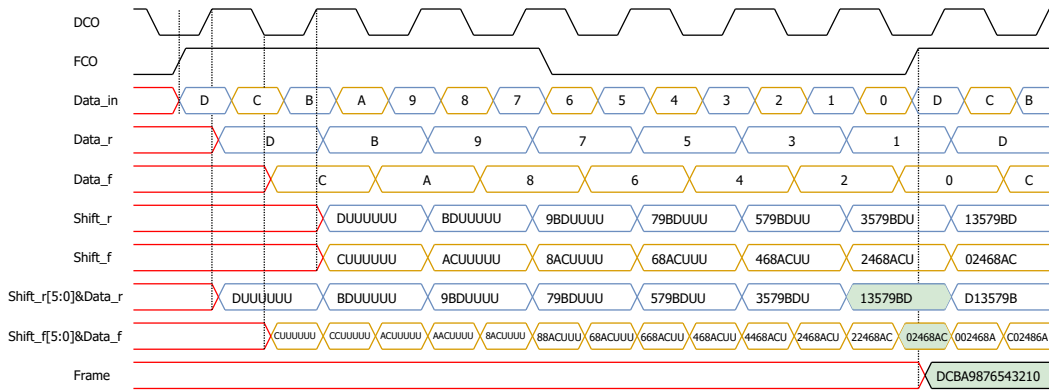 DCO
FCO
Data_in D C B A 9 8 7 6 5 4 3 2 1 0 D C B
Data_r D B 9 7 5 3 1 D
Data_f C A 8 6 4 2 0 C
Shift_r DUUUUUU BDUUUUU 9BDUUUU 79BDUUU 579BDUU 3579BDU 13579BD
Shift_f CUUUUUU ACUUUUU 8ACUUUU 68ACUUU 468ACUU 2468ACU 02468AC
Shift_r[5:0]&Data_r DUUUUUU BDUUUUU 9BDUUUU 79BDUUU 579BDUU 3579BDU 13579BD D13579B
Shift_f[5:0]&Data_f CUUUUUU CCUUUUU ACUUUUU AACUUUU 8ACUUUU 88ACUUU 68ACUUU 668ACUU 468ACUU 4468ACU 2468ACU 22468AC 02468AC 002468A C02486A
Frame DCBA9876543210